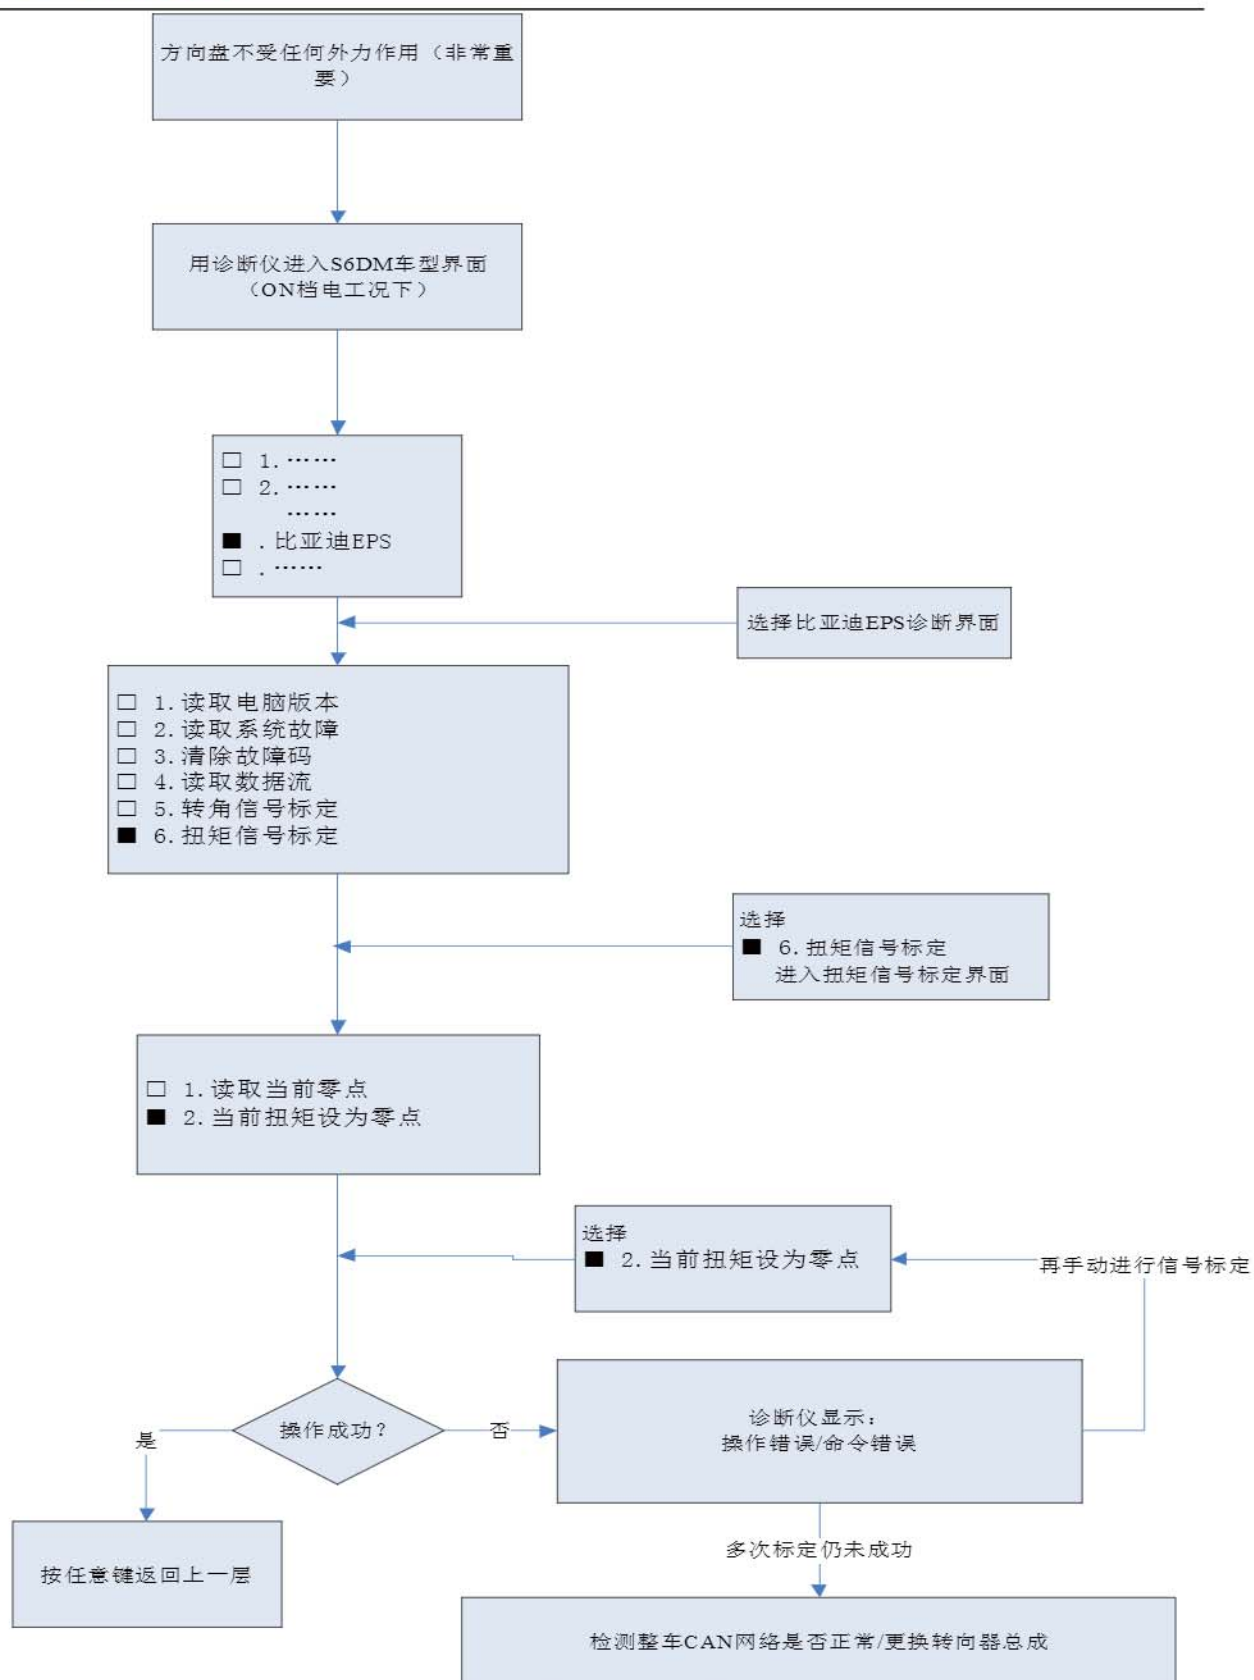 方向盘不受任何外力作用（非常重
要）
用诊断仪进入S6DM车型界面
（ON档电工况下）
□ 1.……
□ 2.……
……
■ .比亚迪EPS
□ .……
选择比亚迪EPS诊断界面
□ 1.读取电脑版本
□ 2.读取系统故障
□ 3.清除故障码
□ 4.读取数据流
□ 5.转角信号标定
■ 6.扭矩信号标定
选择
■ 6.扭矩信号标定
进入扭矩信号标定界面
□ 1.读取当前零点
■ 2.当前扭矩设为零点
选择
■ 2.当前扭矩设为零点
再手动进行信号标定
操作成功？
是
否
诊断仪显示：
操作错误/命令错误
按任意键返回上一层
多次标定仍未成功
检测整车CAN网络是否正常/更换转向器总成